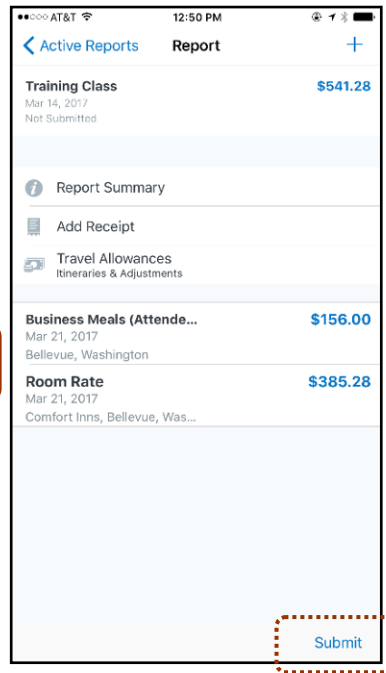 AT&T 12:50 PM
Active Reports Report +
Training Class $541.28
Mar 14, 2017
Not Submitted
Report Summary
Add Receipt
Travel Allowances
Itineraries & Adjustments
Business Meals (Attende... $156.00
Mar 21, 2017
Bellevue, Washington
Room Rate $385.28
Mar 21, 2017
Comfort Inns, Bellevue, Was...
Submit